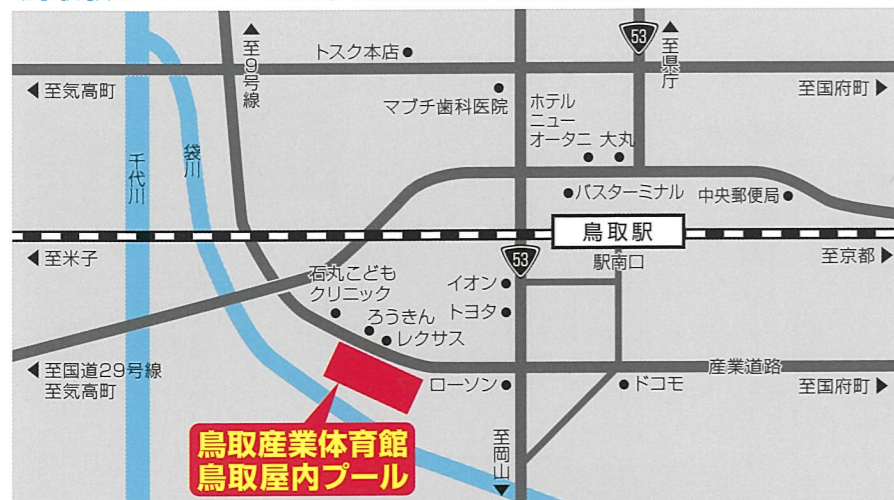 53
▲至9号線
トスク本店
▲至県庁
◀至気高町
至国府町▶
マブチ歯科医院
ホテル
ニュー
オータニ
大丸
千代川
袋川
バスターミナル
中央郵便局
鳥取駅
◀至米子
53
駅南口
至京都▶
石丸こども
クリニック
イオン
トヨタ
ろうきん
レクサス
◀至国道29号線
至気高町
産業道路
ローソン
ドコモ
至国府町▶
鳥取産業体育館
鳥取屋内プール
至岡山▼